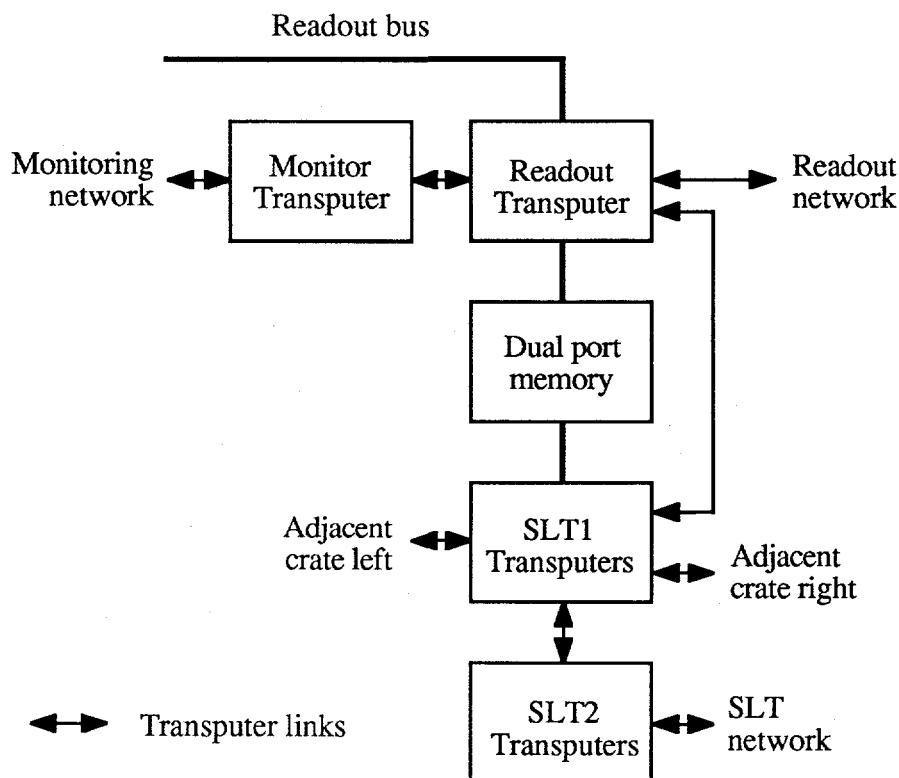 Readout bus
Monitoring
network
Monitor
Transputer
Readout
Transputer
Readout
network
Dual port
memory
Adjacent
crate left
SLT1
Transputers
Adjacent
crate right
Transputer links
SLT2
Transputers
SLT
network